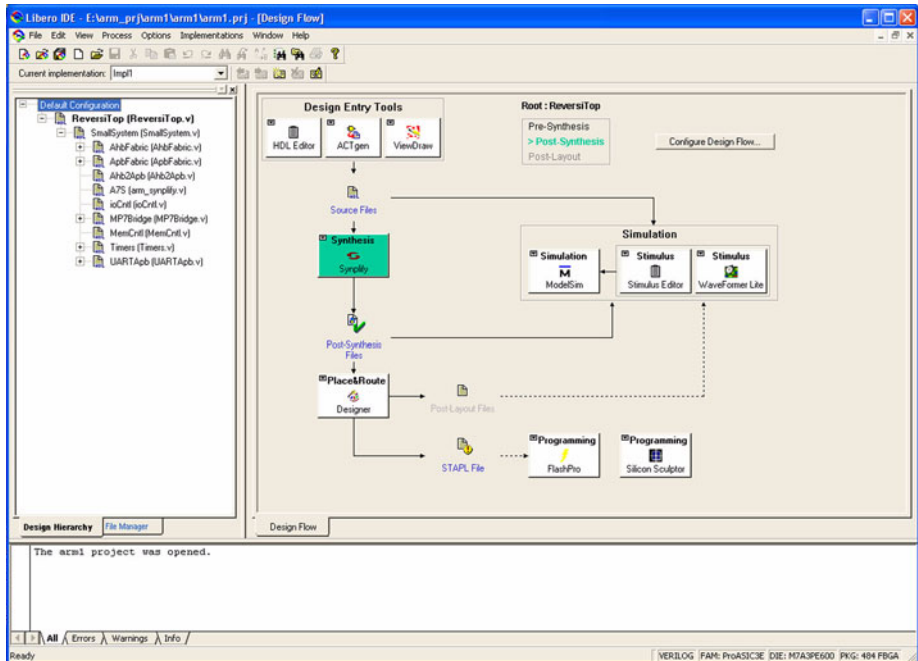 Libero IDE - E:\arm_prj\arm1\arm1\arm1.prj - [Design Flow]
File Edit View Process Options Implementations Window Help
Current implementation: Impl1
Default Configuration
ReversiTop (ReversiTop.v)
SmallSystem (SmallSystem.v)
AhbFabric (AhbFabric.v)
ApbFabric (ApbFabric.v)
Ahb2Apb (Ahb2Apb.v)
A7S (arm_synplify.v)
ioCntl (ioCntl.v)
MP7Bridge (MP7Bridge.v)
MemCntl (MemCntl.v)
Timers (Timers.v)
UARTApb (UARTApb.v)
Design Hierarchy File Manager
Design Entry Tools
HDL Editor
ACTgen
ViewDraw
Root : ReversiTop
Pre-Synthesis
> Post-Synthesis
Post-Layout
Configure Design Flow...
Source Files
Synthesis
Synplify
Simulation
Simulation
ModelSim
Stimulus
Stimulus Editor
Stimulus
WaveFormer Lite
Post-Synthesis
Files
Place&Route
Designer
Post-Layout Files
STAPL File
Programming
FlashPro
Programming
Silicon Sculptor
Design Flow
The arm1 project was opened.
All Errors Warnings Info
Ready
VERILOG FAM: ProASIC3E DIE: M7A3PE600 PKG: 484 FBGA